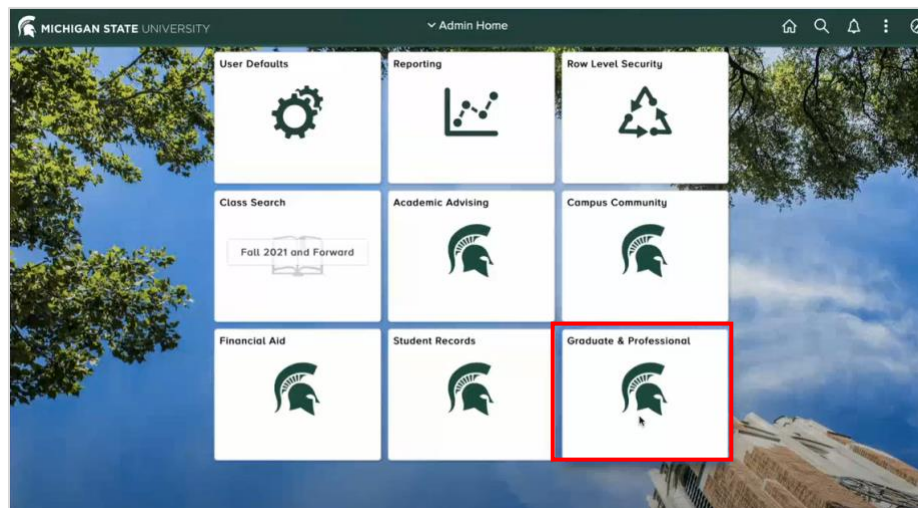 MICHIGAN STATE UNIVERSITY
Admin Home
User Defaults
Reporting
Row Level Security
Class Search
Fall 2021 and Forward
Academic Advising
Campus Community
Financial Aid
Student Records
Graduate & Professional